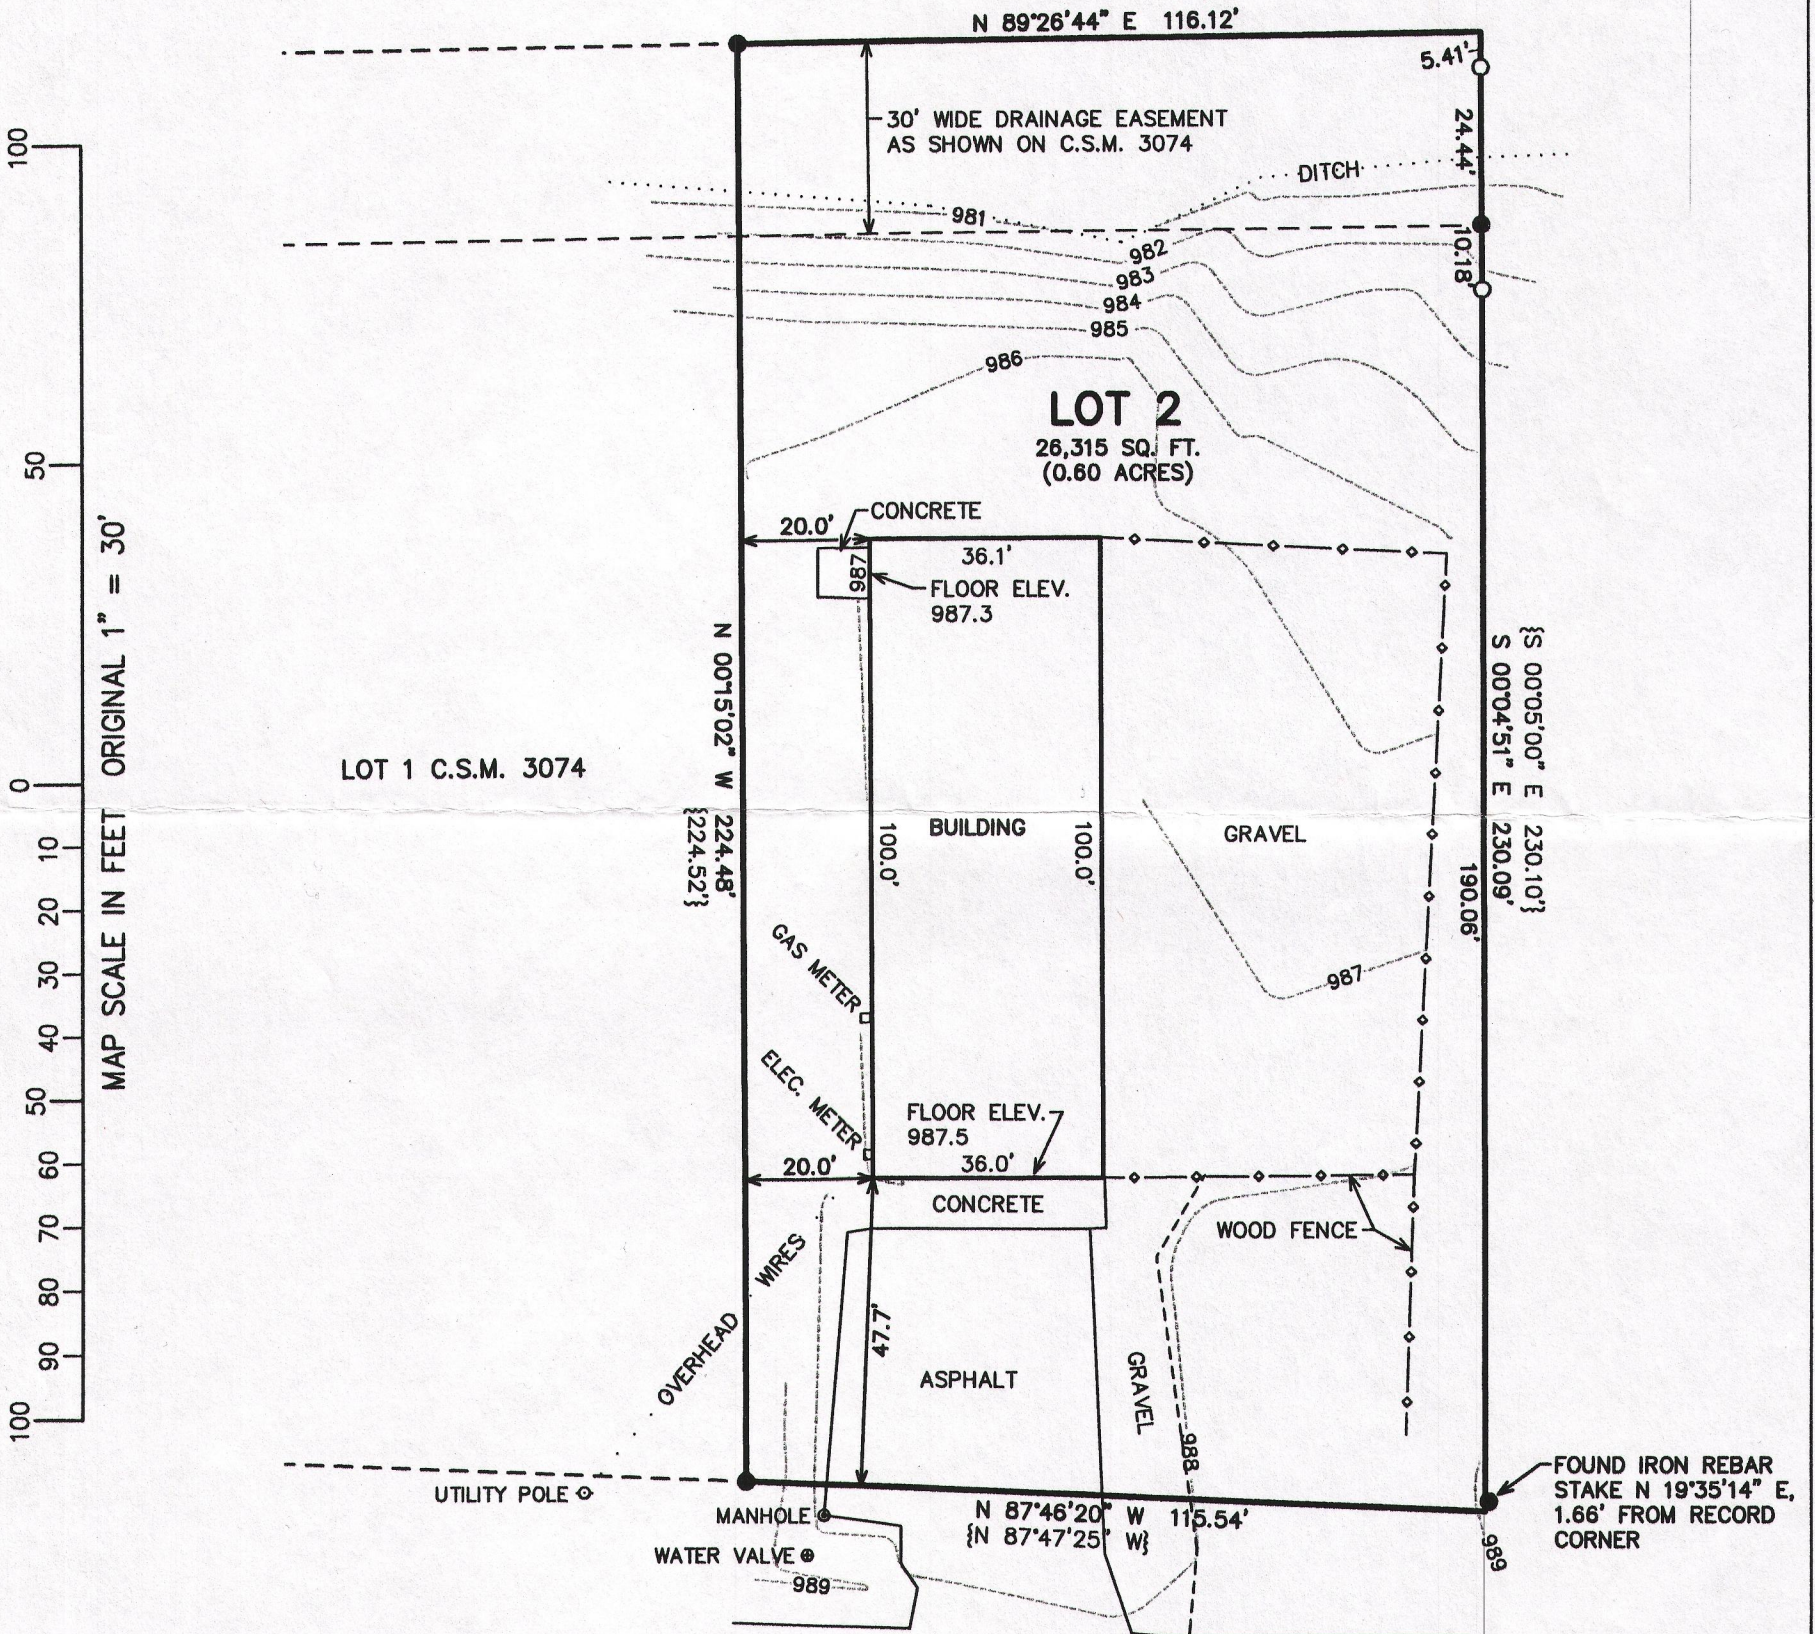 N 89°26'44" E 116.12'
5.41'
24.44'
30' WIDE DRAINAGE EASEMENT
AS SHOWN ON C.S.M. 3074
DITCH
981
982
10.18'
983
984
985
986
LOT 2
26,315 SQ. FT.
(0.60 ACRES)
CONCRETE
20.0'
36.1'
986
FLOOR ELEV.
987.3
100
50
0
10
20
30
40
50
60
70
80
90
100
MAP SCALE IN FEET ORIGINAL 1" = 30'
LOT 1 C.S.M. 3074
N 00°15'02" W 224.48'
{224.52'}
{S 00°05'00" E 230.10'}
S 00°04'51" E 230.09'
190.06'
100.0'
BUILDING
100.0'
GRAVEL
987
GAS METER
ELEC. METER
FLOOR ELEV.
987.5
20.0'
36.0'
CONCRETE
WOOD FENCE
OVERHEAD WIRES
47.7'
ASPHALT
GRAVEL
988
UTILITY POLE
MANHOLE
WATER VALVE
989
N 87°46'20" W 115.54'
{N 87°47'25" W}
FOUND IRON REBAR
STAKE N 19°35'14" E,
1.66' FROM RECORD
CORNER
989